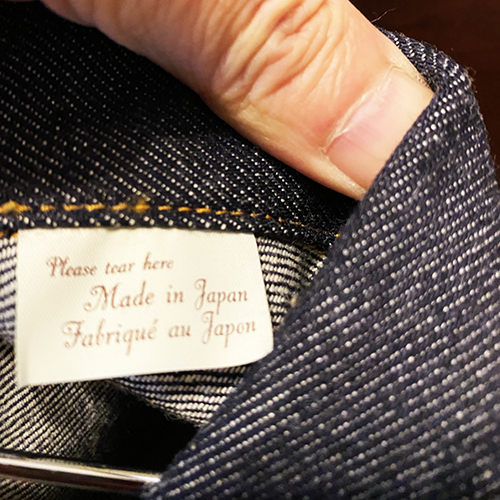 Please tear here
Made in Japan
Fabriqué au Japon